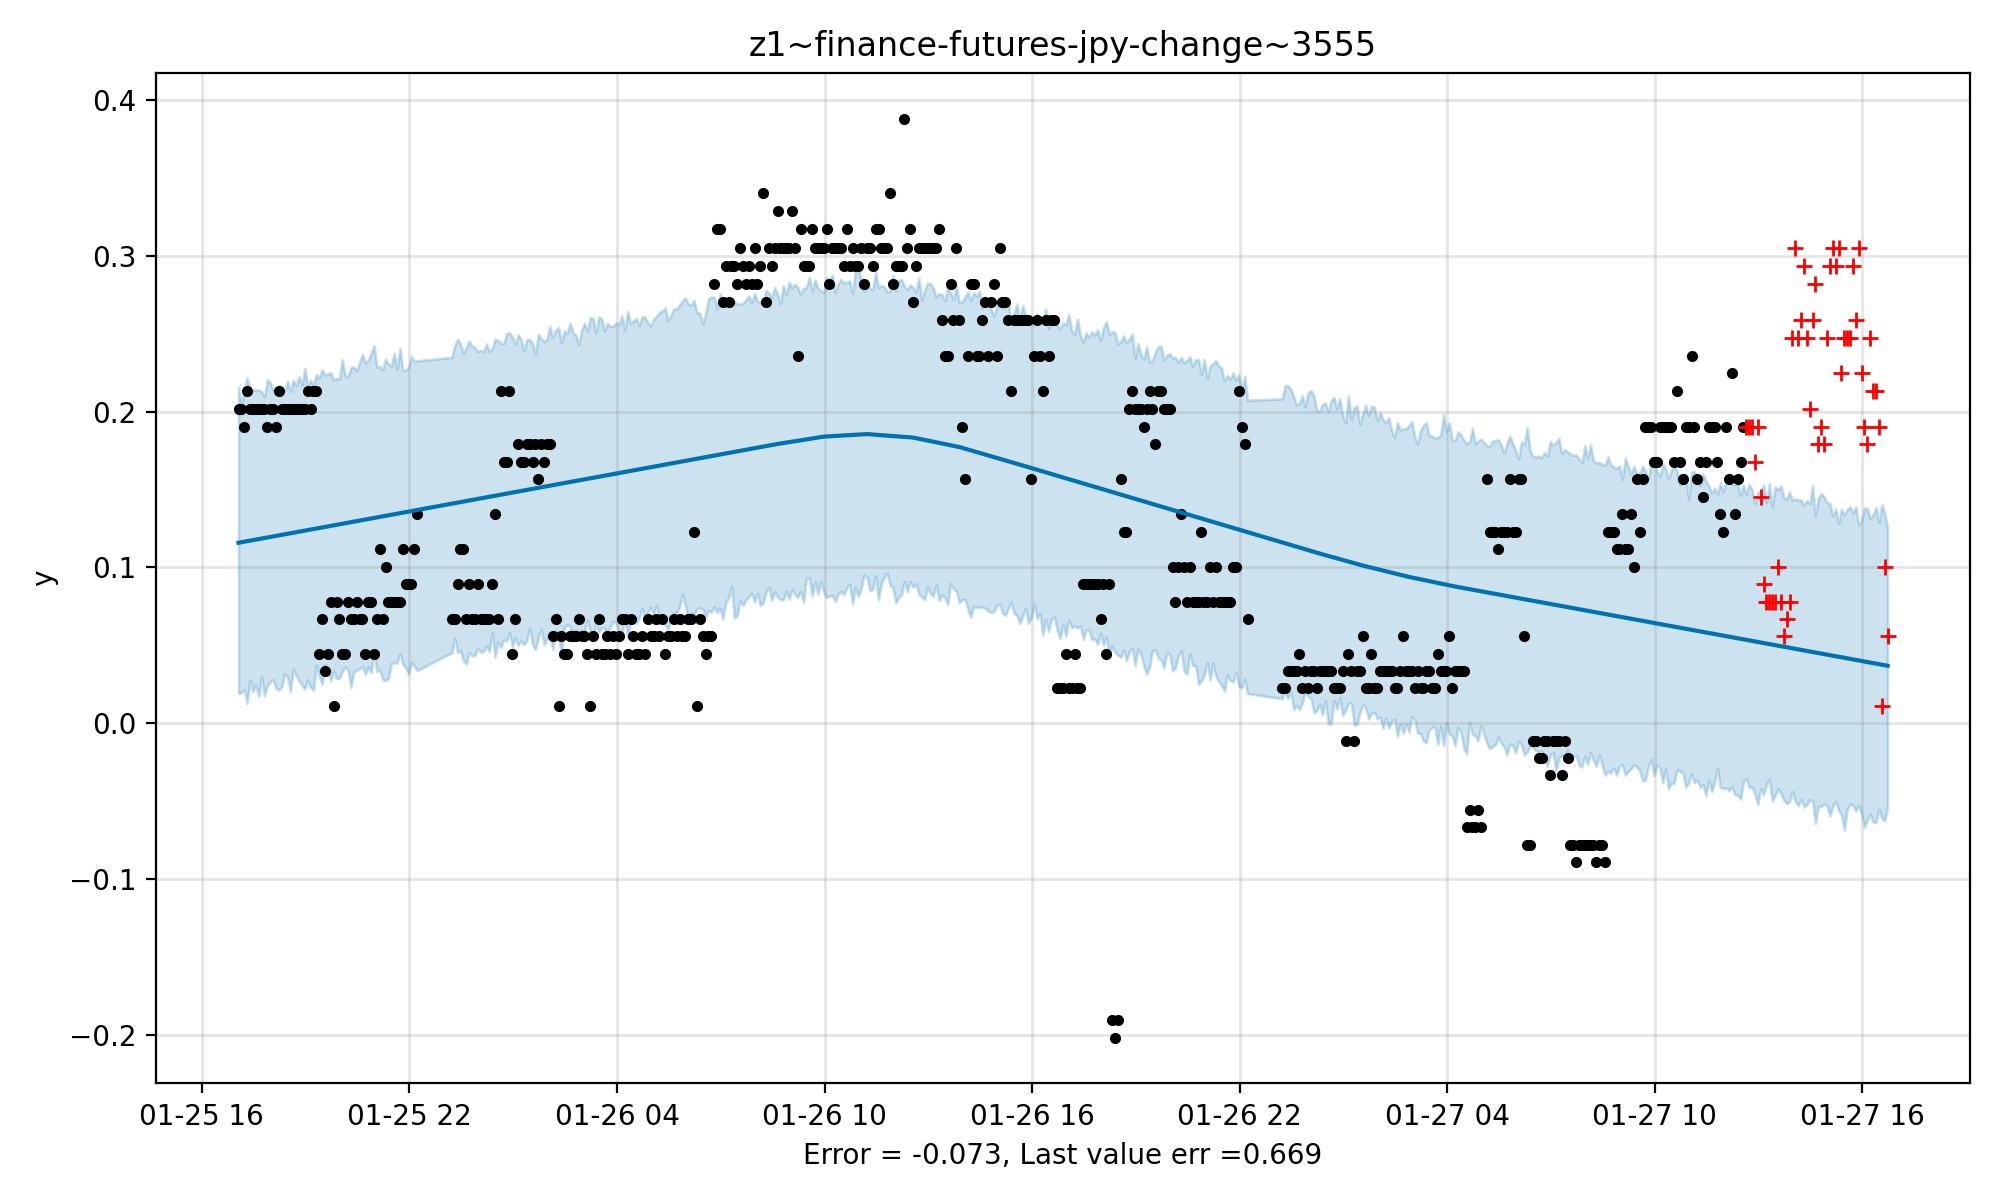 z1~finance-futures-jpy-change~3555
0.4
0.3
0.2
0.1
0.0
−0.1
−0.2
y
01-25 16 01-25 22 01-26 04 01-26 10 01-26 16 01-26 22 01-27 04 01-27 10 01-27 16
Error = -0.073, Last value err =0.669